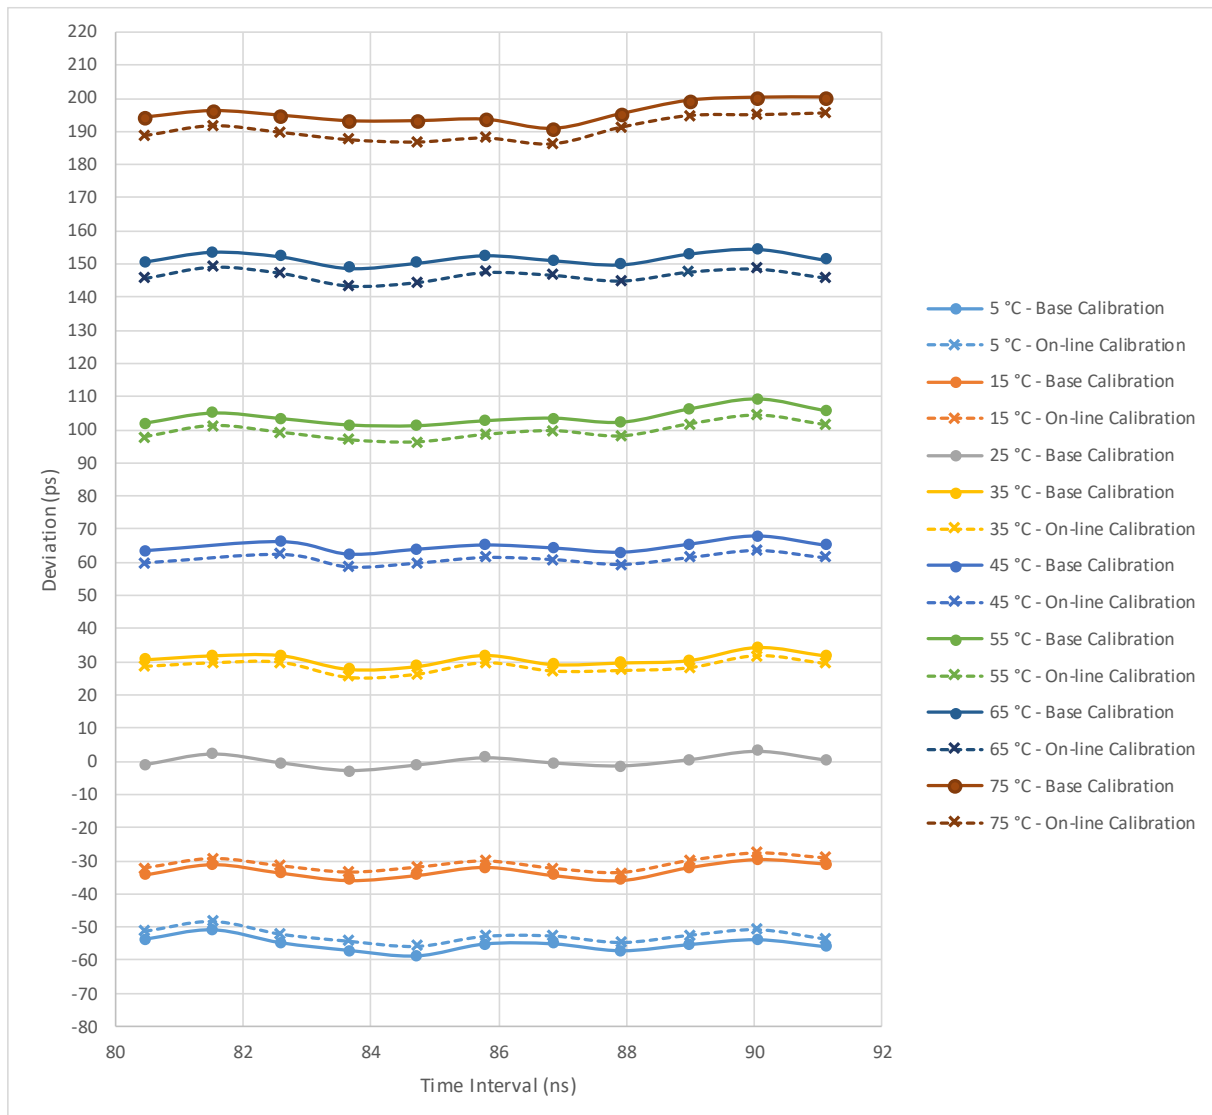 220
210
200
190
180
170
160
150
140
130
120
110
100
90
80
70
60
50
40
30
20
10
0
-10
-20
-30
-40
-50
-60
-70
-80
Deviation (ps)
80 82 84 86 88 90 92
Time Interval (ns)
5 °C - Base Calibration
5 °C - On-line Calibration
15 °C - Base Calibration
15 °C - On-line Calibration
25 °C - Base Calibration
35 °C - Base Calibration
35 °C - On-line Calibration
45 °C - Base Calibration
45 °C - On-line Calibration
55 °C - Base Calibration
55 °C - On-line Calibration
65 °C - Base Calibration
65 °C - On-line Calibration
75 °C - Base Calibration
75 °C - On-line Calibration